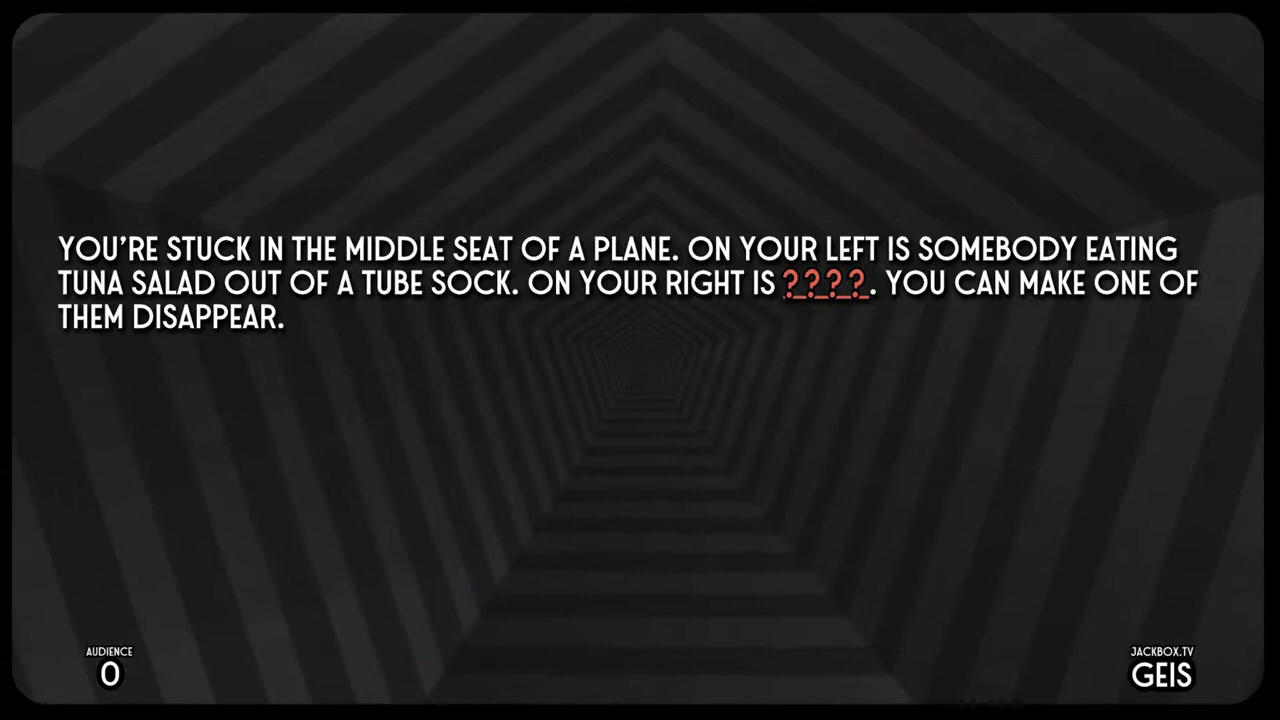 YOU'RE STUCK IN THE MIDDLE SEAT OF A PLANE. ON YOUR LEFT IS SOMEBODY EATING
TUNA SALAD OUT OF A TUBE SOCK. ON YOUR RIGHT IS ????. YOU CAN MAKE ONE OF
THEM DISAPPEAR.
AUDIENCE
0
JACKBOX.TV
GEIS